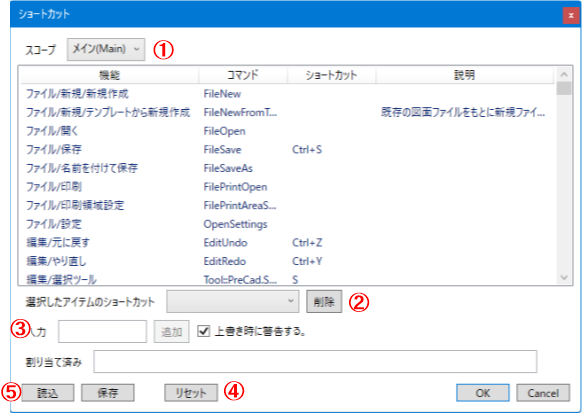 ショートカット
スコープ メイン(Main) ①
機能 コマンド ショートカット 説明
ファイル/新規/新規作成 FileNew
ファイル/新規/テンプレートから新規作成 FileNewFromT... 既存の図面ファイルをもとに新規ファイ...
ファイル/開く FileOpen
ファイル/保存 FileSave Ctrl+S
ファイル/名前を付けて保存 FileSaveAs
ファイル/印刷 FilePrintOpen
ファイル/印刷領域設定 FilePrintAreaS...
ファイル/設定 OpenSettings
編集/元に戻す EditUndo Ctrl+Z
編集/やり直し EditRedo Ctrl+Y
編集/選択ツール Tool::PreCad.S... S
選択したアイテムのショートカット 削除 ②
③入力 追加 上書き時に警告する。
割り当て済み
⑤ 読込 保存 リセット ④ OK Cancel